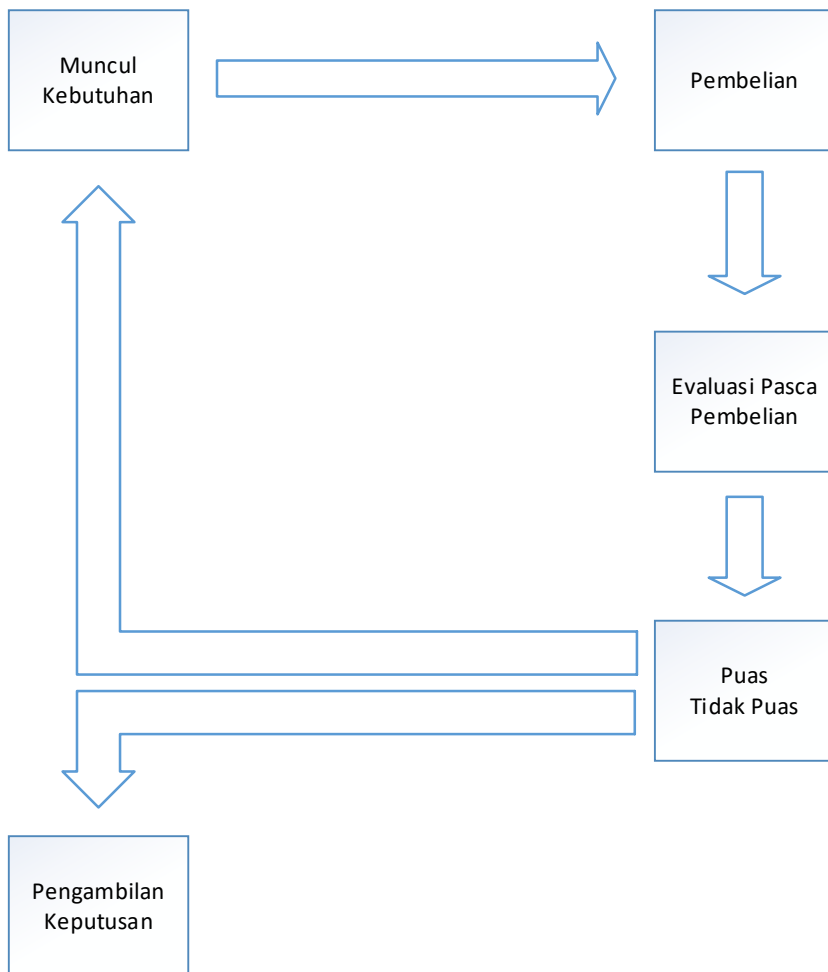 Muncul
Kebutuhan
Pembelian
Evaluasi Pasca
Pembelian
Puas
Tidak Puas
Pengambilan
Keputusan